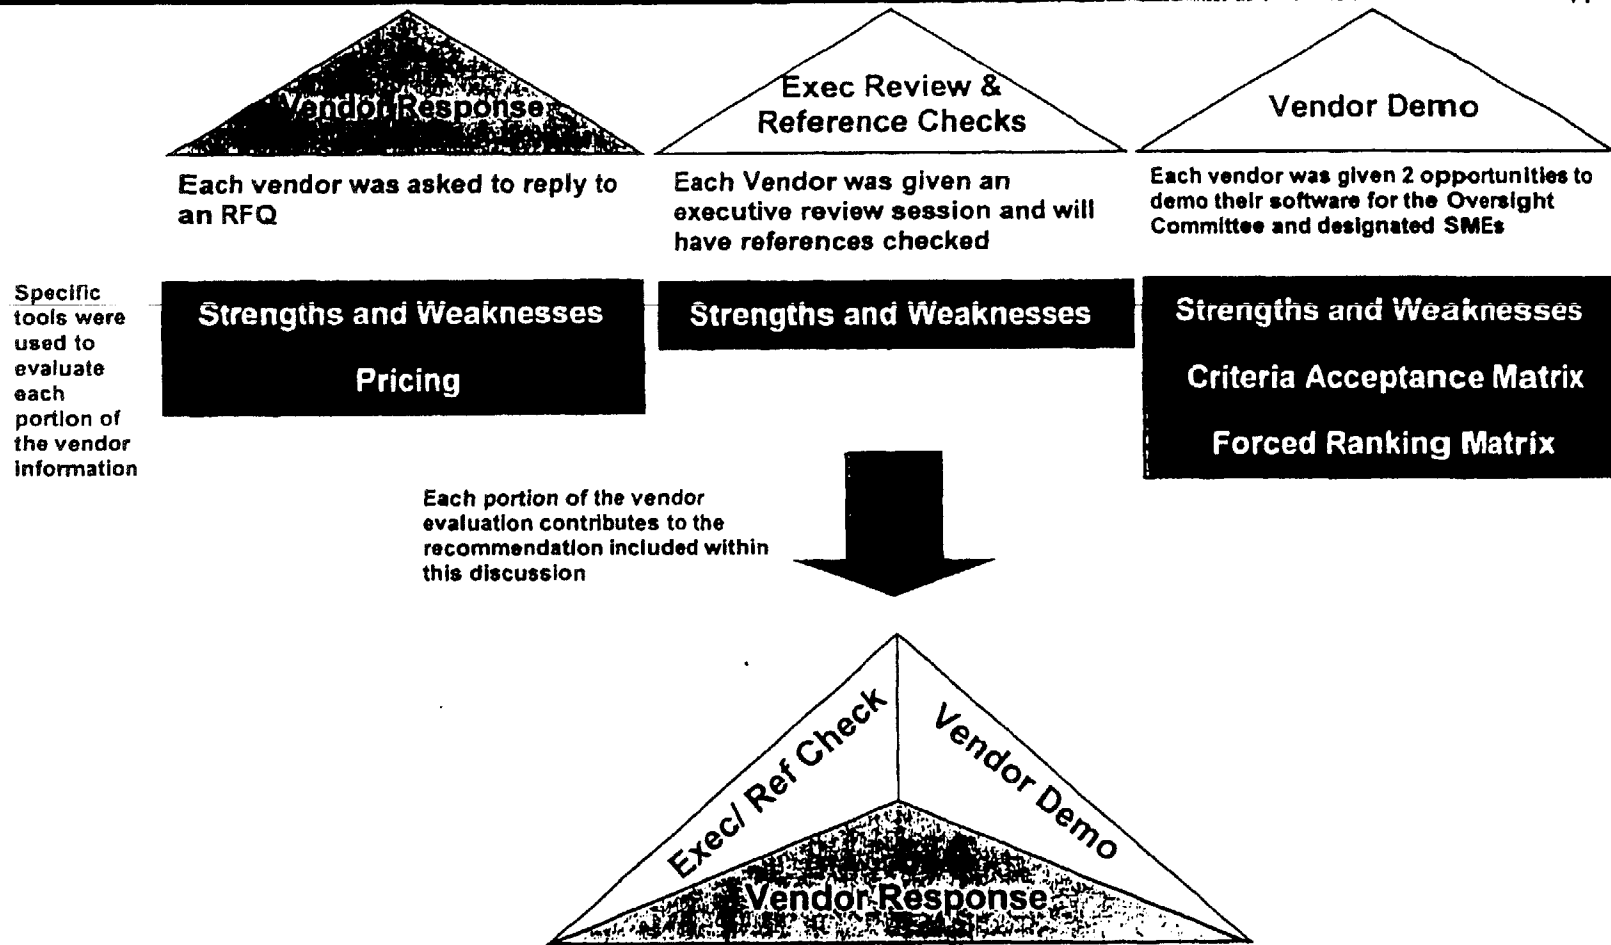 Vendor Response
Each vendor was asked to reply to
an RFQ
Exec Review &
Reference Checks
Each Vendor was given an
executive review session and will
have references checked
Vendor Demo
Each vendor was given 2 opportunities to
demo their software for the Oversight
Committee and designated SMEs
Specific
tools were
used to
evaluate
each
portion of
the vendor
information
Strengths and Weaknesses
Pricing
Strengths and Weaknesses
Strengths and Weaknesses
Criteria Acceptance Matrix
Forced Ranking Matrix
Each portion of the vendor
evaluation contributes to the
recommendation included within
this discussion
Exec/ Ref Check
Vendor Demo
Vendor Response